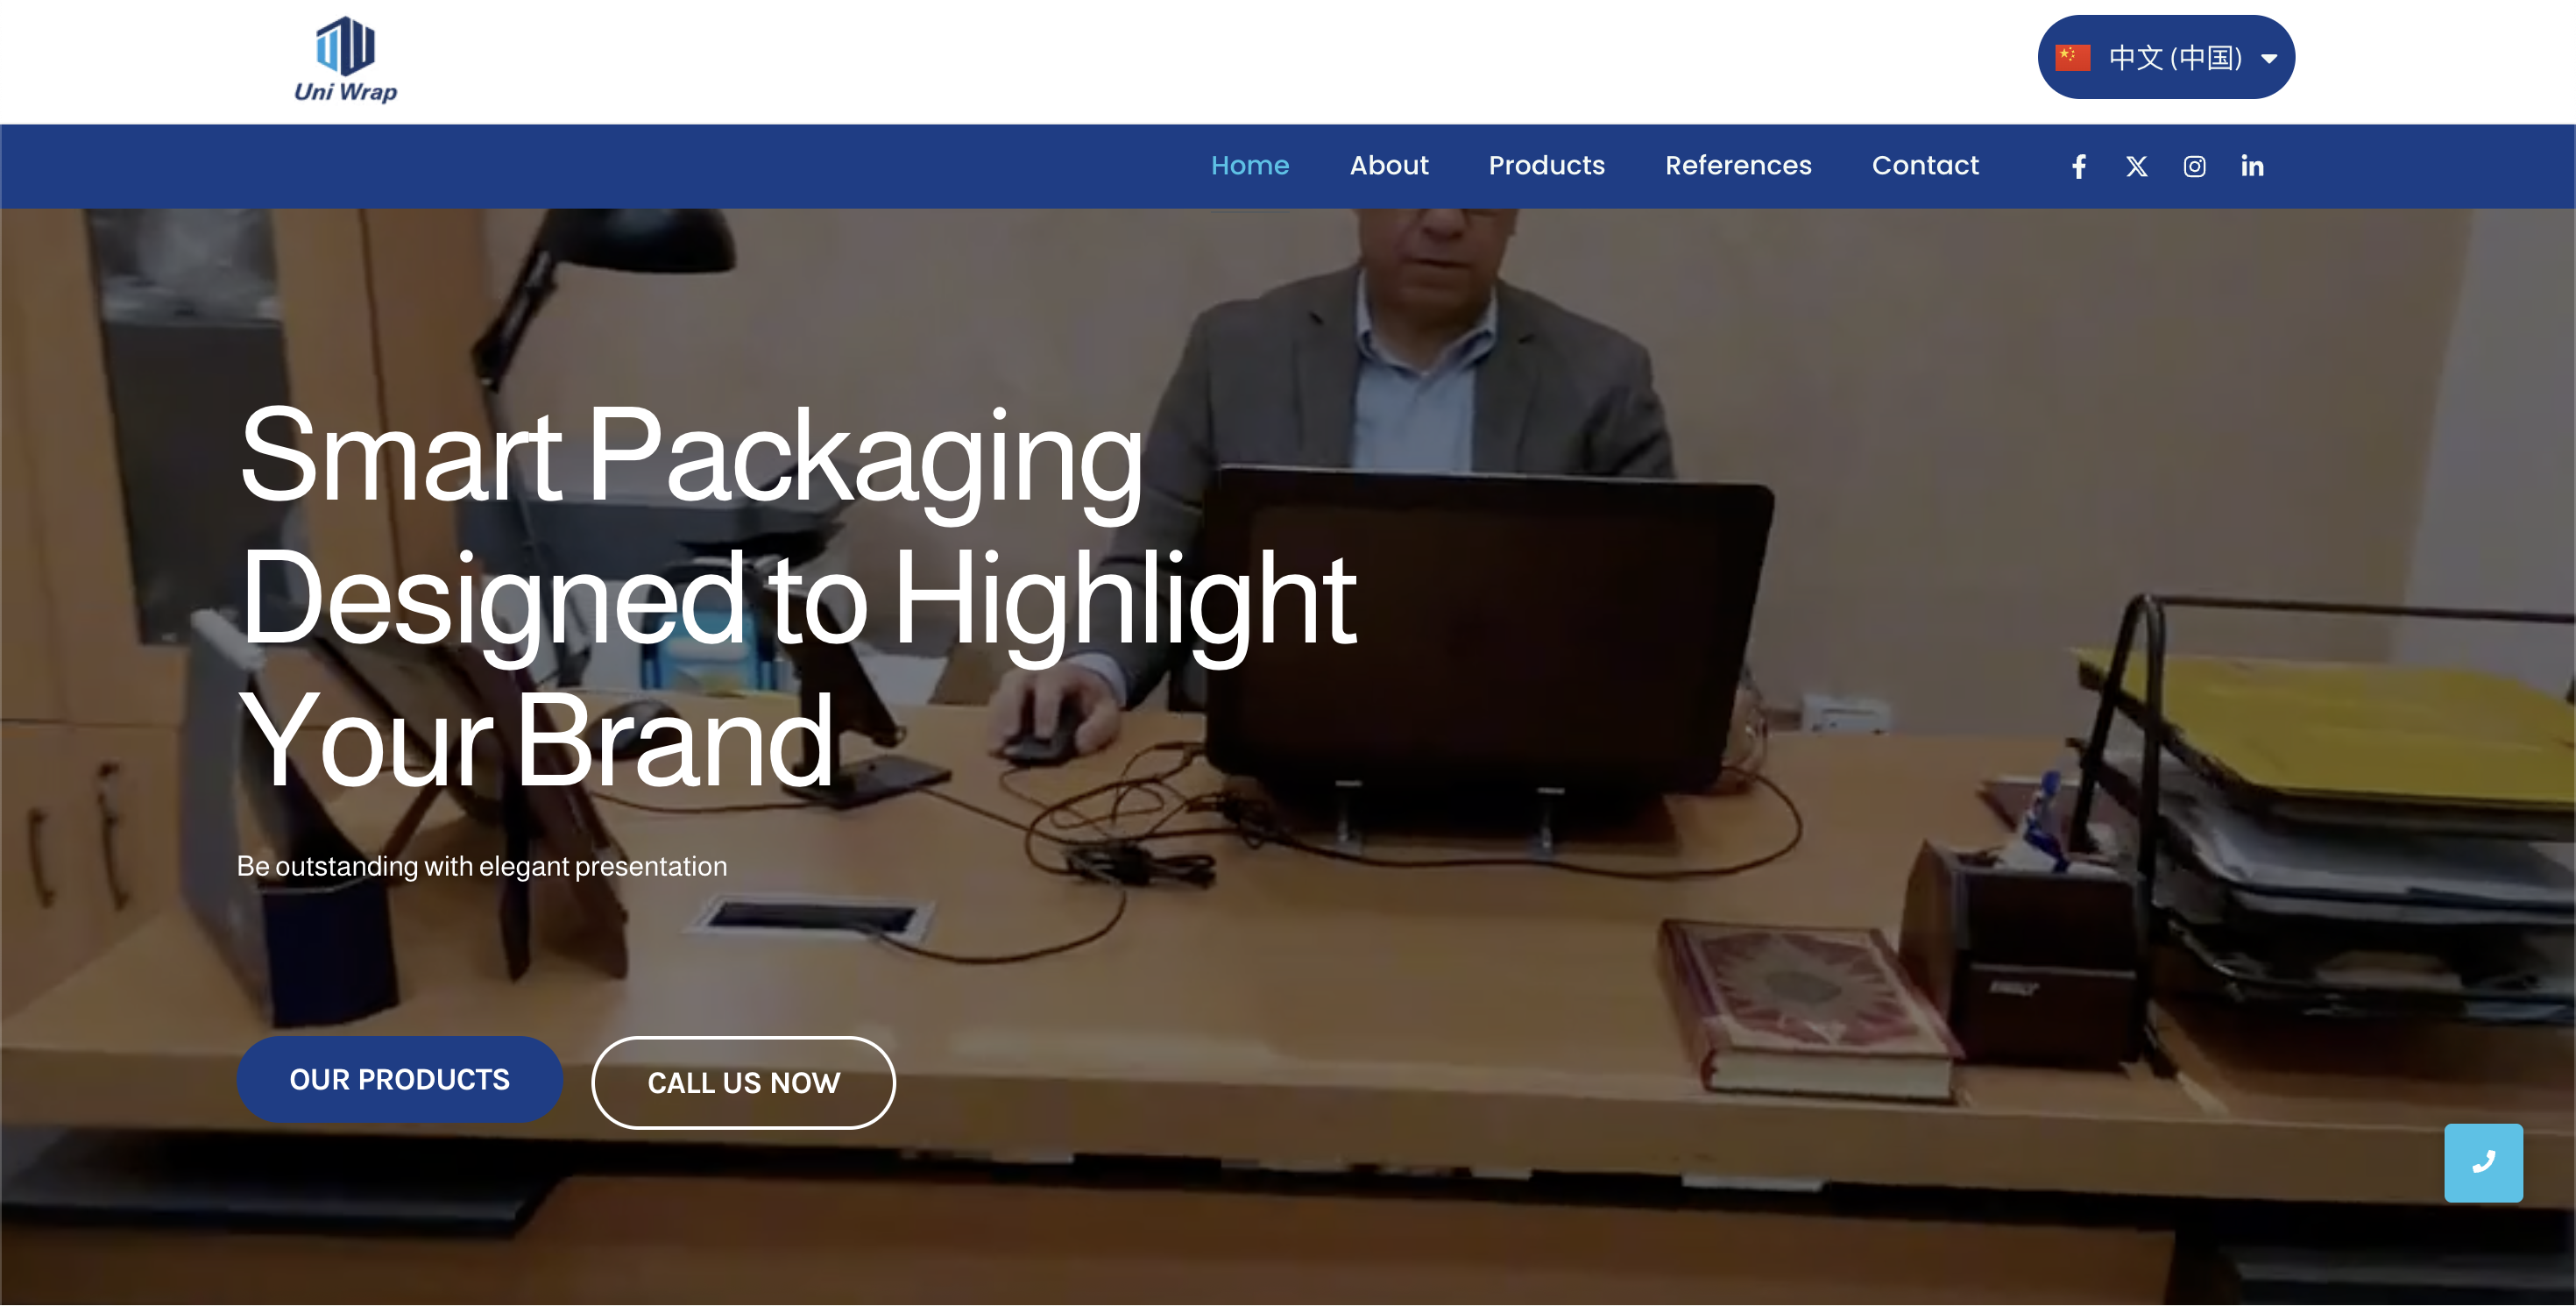 Uni Wrap
中文 (中国)
Home About Products References Contact
Smart Packaging
Designed to Highlight
Your Brand
Be outstanding with elegant presentation
OUR PRODUCTS
CALL US NOW